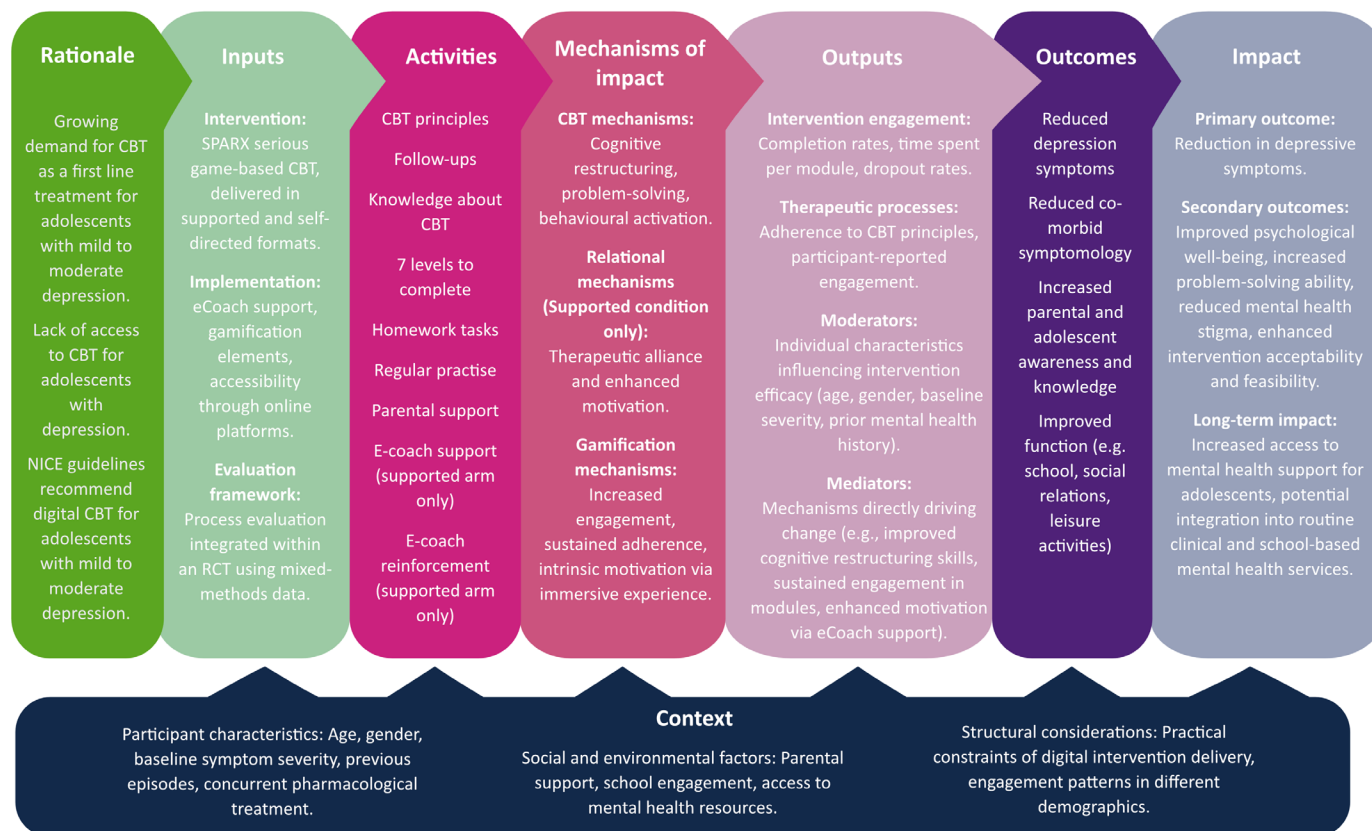 Rationale
Growing
demand for CBT
as a first line
treatment for
adolescents
with mild to
moderate
depression.
Lack of access
to CBT for
adolescents
with
depression.
NICE guidelines
recommend
digital CBT for
adolescents
with mild to
moderate
depression.
Inputs
Intervention:
SPARX serious
game-based CBT,
delivered in
supported and self-
directed formats.
Implementation:
eCoach support,
gamification
elements,
accessibility
through online
platforms.
Evaluation
framework:
Process evaluation
integrated within
an RCT using mixed-
methods data.
Activities
CBT principles
Follow-ups
Knowledge about
CBT
7 levels to
complete
Homework tasks
Regular practise
Parental support
E-coach support
(supported arm
only)
E-coach
reinforcement
(supported arm
only)
Mechanisms of
impact
CBT mechanisms:
Cognitive
restructuring,
problem-solving,
behavioural activation.
Relational
mechanisms
(Supported condition
only):
Therapeutic alliance
and enhanced
motivation.
Gamification
mechanisms:
Increased
engagement,
sustained adherence,
intrinsic motivation via
immersive experience.
Outputs
Intervention engagement:
Completion rates, time spent
per module, dropout rates.
Therapeutic processes:
Adherence to CBT principles,
participant-reported
engagement.
Moderators:
Individual characteristics
influencing intervention
efficacy (age, gender, baseline
severity, prior mental health
history).
Mediators:
Mechanisms directly driving
change (e.g., improved
cognitive restructuring skills,
sustained engagement in
modules, enhanced motivation
via eCoach support).
Outcomes
Reduced
depression
symptoms
Reduced co-
morbid
symptomology
Increased
parental and
adolescent
awareness and
knowledge
Improved
function (e.g.
school, social
relations,
leisure
activities)
Impact
Primary outcome:
Reduction in depressive
symptoms.
Secondary outcomes:
Improved psychological
well-being, increased
problem-solving ability,
reduced mental health
stigma, enhanced
intervention acceptability
and feasibility.
Long-term impact:
Increased access to
mental health support for
adolescents, potential
integration into routine
clinical and school-based
mental health services.
Context
Participant characteristics: Age, gender,
baseline symptom severity, previous
episodes, concurrent pharmacological
treatment.
Social and environmental factors: Parental
support, school engagement, access to
mental health resources.
Structural considerations: Practical
constraints of digital intervention delivery,
engagement patterns in different
demographics.